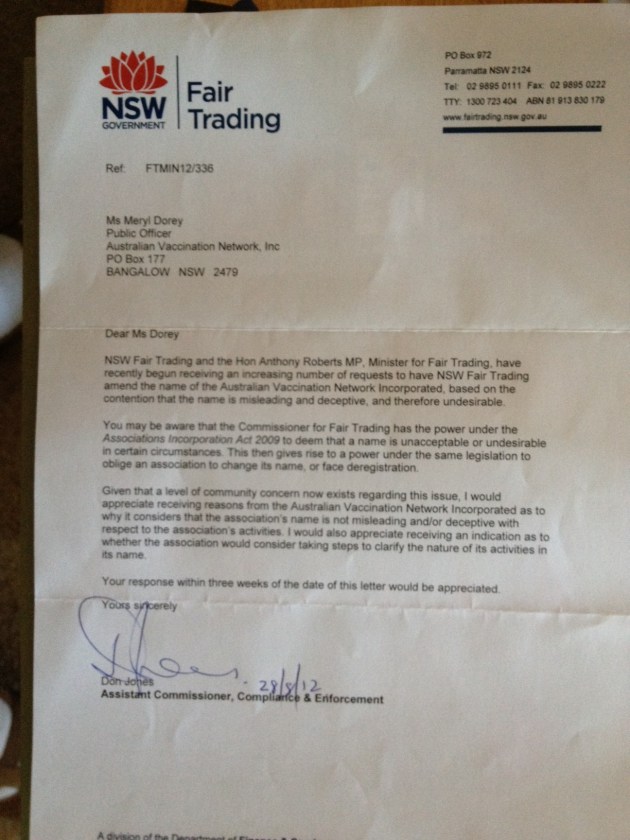 NSW
GOVERNMENT
Fair
Trading
PO Box 972
Parramatta NSW 2124
Tel: 02 9895 0111 Fax: 02 9895 0222
TTY: 1300 723 404 ABN 81 913 830 179
www.fairtrading.nsw.gov.au
Ref: FTMIN12/336
Ms Meryl Dorey
Public Officer
Australian Vaccination Network, Inc
PO Box 177
BANGALOW NSW 2479
Dear Ms Dorey
NSW Fair Trading and the Hon Anthony Roberts MP, Minister for Fair Trading, have
recently begun receiving an increasing number of requests to have NSW Fair Trading
amend the name of the Australian Vaccination Network Incorporated, based on the
contention that the name is misleading and deceptive, and therefore undesirable.
You may be aware that the Commissioner for Fair Trading has the power under the
Associations Incorporation Act 2009 to deem that a name is unacceptable or undesirable
in certain circumstances. This then gives rise to a power under the same legislation to
oblige an association to change its name, or face deregistration.
Given that a level of community concern now exists regarding this issue, I would
appreciate receiving reasons from the Australian Vaccination Network Incorporated as to
why it considers that the association's name is not misleading and/or deceptive with
respect to the association's activities. I would also appreciate receiving an indication as to
whether the association would consider taking steps to clarify the nature of its activities in
its name.
Your response within three weeks of the date of this letter would be appreciated.
Yours sincerely
28/8/12
Don Jones
Assistant Commissioner, Compliance & Enforcement
A division of the Department of Finance &